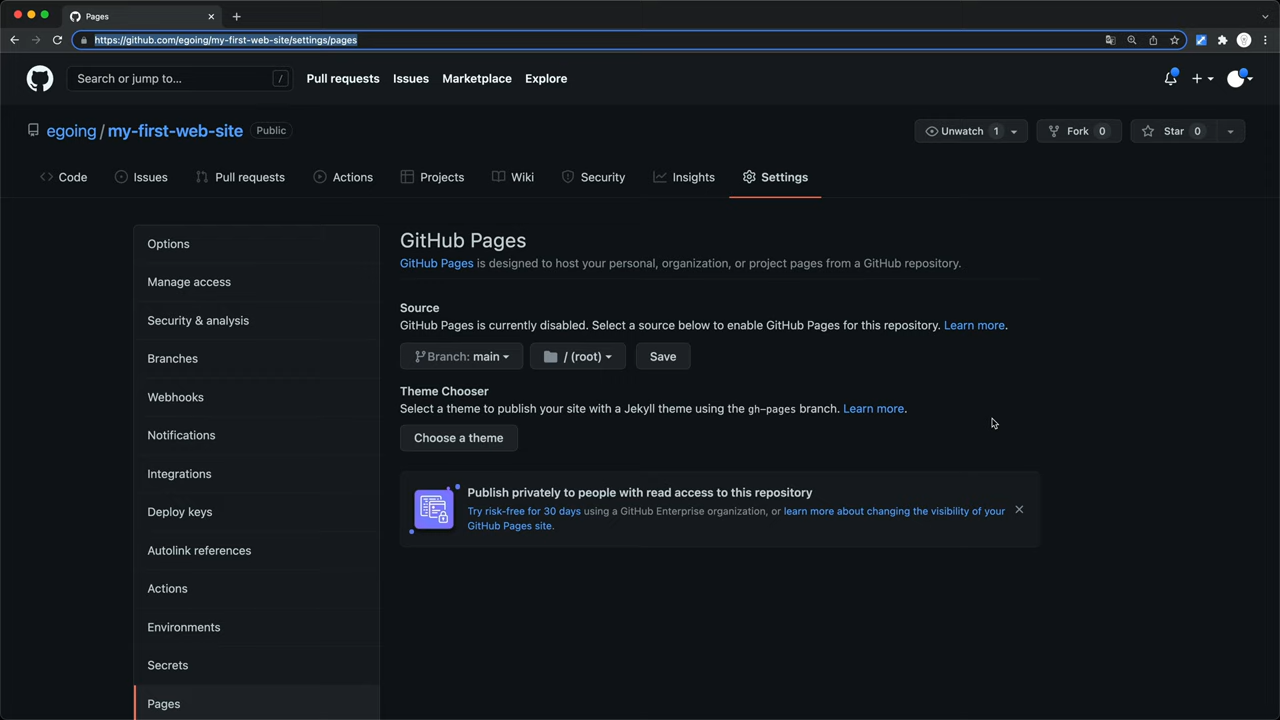 Pages
https://github.com/egoing/my-first-web-site/settings/pages
Search or jump to...
/
Pull requests
Issues
Marketplace
Explore
egoing / my-first-web-site
Public
Unwatch 1
Fork 0
Star 0
Code
Issues
Pull requests
Actions
Projects
Wiki
Security
Insights
Settings
Options
Manage access
Security & analysis
Branches
Webhooks
Notifications
Integrations
Deploy keys
Autolink references
Actions
Environments
Secrets
Pages
GitHub Pages
GitHub Pages is designed to host your personal, organization, or project pages from a GitHub repository.
Source
GitHub Pages is currently disabled. Select a source below to enable GitHub Pages for this repository. Learn more.
Branch: main
/ (root)
Save
Theme Chooser
Select a theme to publish your site with a Jekyll theme using the gh-pages branch. Learn more.
Choose a theme
Publish privately to people with read access to this repository
Try risk-free for 30 days using a GitHub Enterprise organization, or learn more about changing the visibility of your
GitHub Pages site.